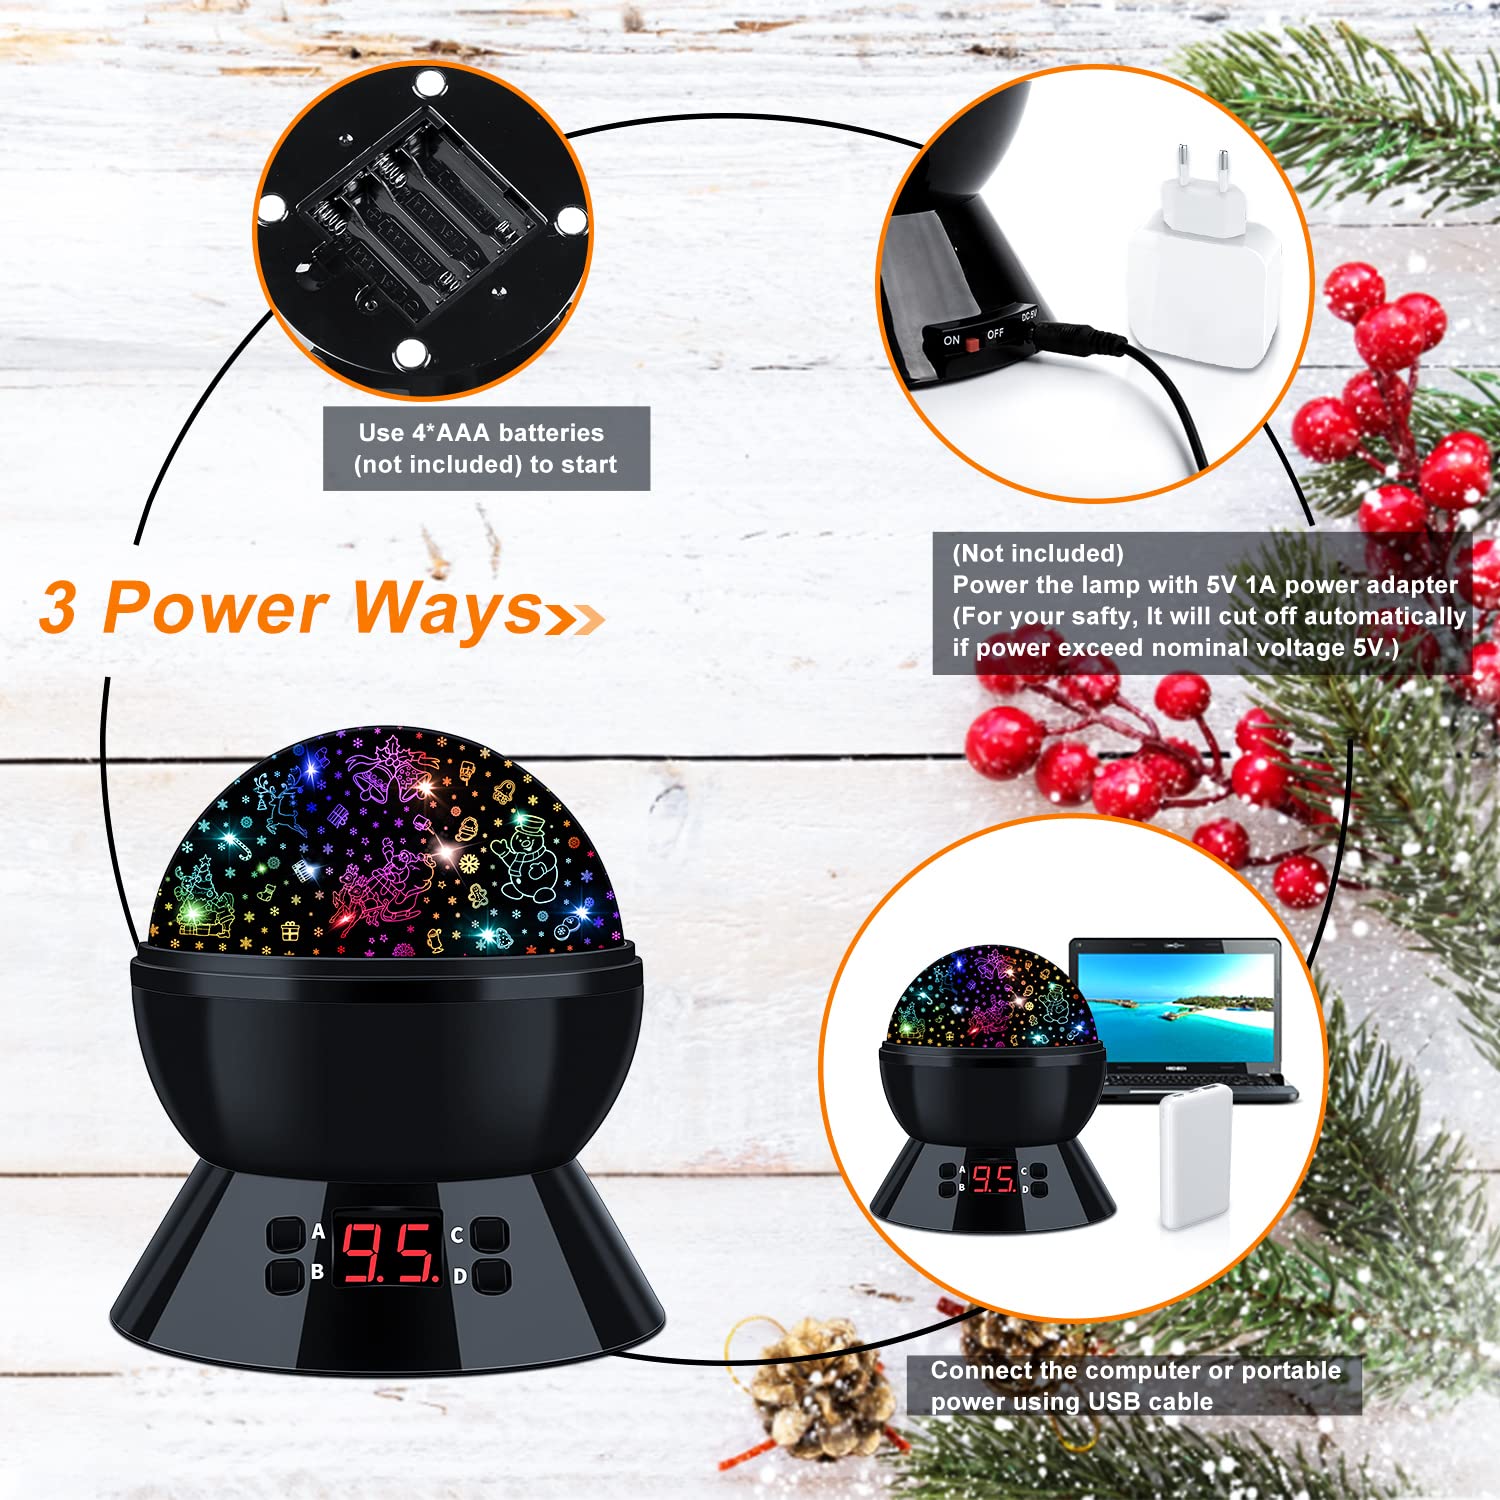 Use 4*AAA batteries
(not included) to start
ON OFF DC 5V
(Not included)
Power the lamp with 5V 1A power adapter
(For your safty, It will cut off automatically
if power exceed nominal voltage 5V.)
3 Power Ways
A 9.5. C
B D
A 9.5. C
B D
Connect the computer or portable
power using USB cable